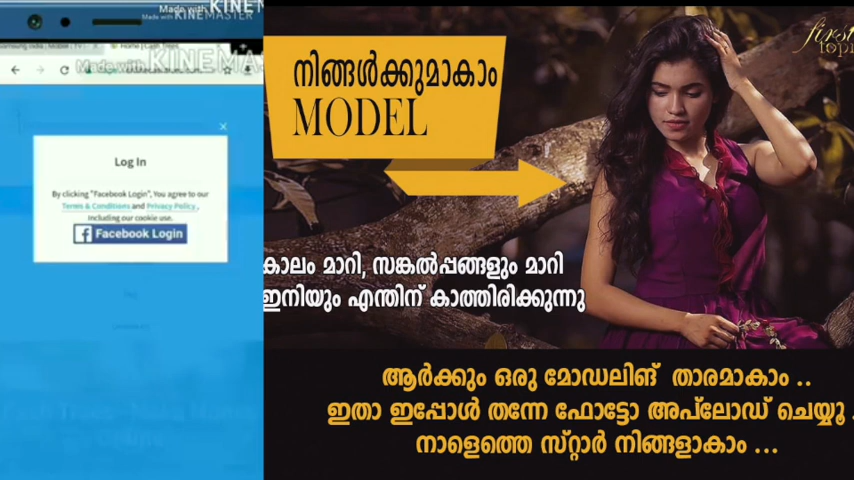 Made with KINEMASTER
Made with KINEMASTER
Log In
By clicking "Facebook Login", You agree to our
Terms & Conditions and Privacy Policy,
Including our cookie use.
Facebook Login
നിങ്ങൾക്കുമാകാം
MODEL
first
കാലം മാറി, സങ്കൽപ്പങ്ങളും മാറി
ഇനിയും എന്തിന് കാത്തിരിക്കുന്നു
ആർക്കും ഒരു മോഡലിങ് താരമാകാം ..
ഇതാ ഇപ്പോൾ തന്നെ ഫോട്ടോ അപ്‌ലോഡ് ചെയ്യൂ .
നാളെത്തെ സ്റ്റാർ നിങ്ങളാകാം ...